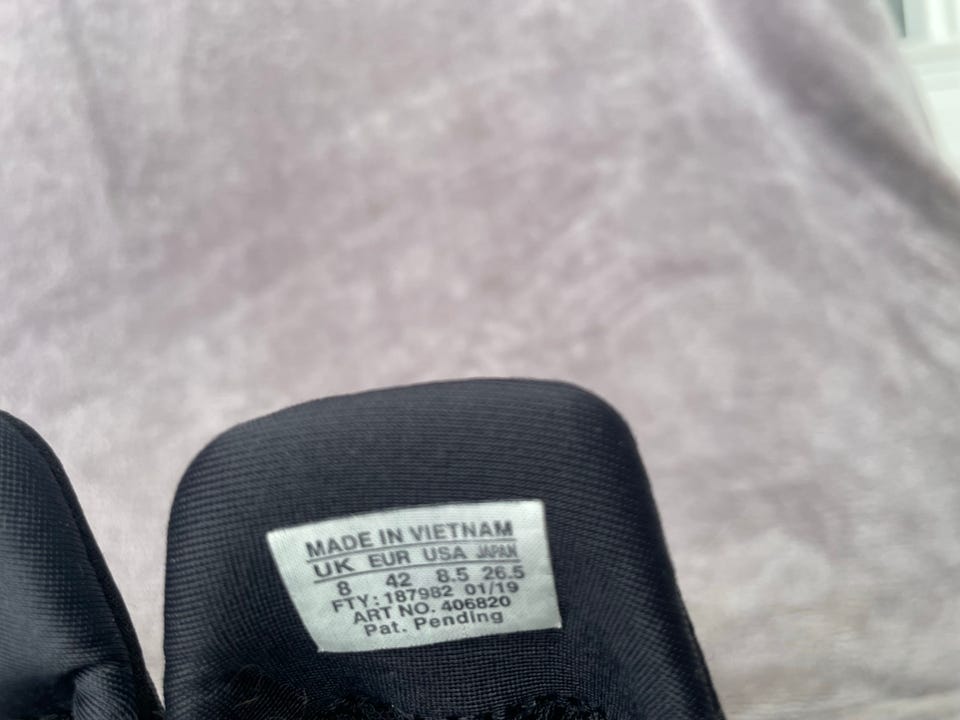 MADE IN VIETNAM
UK EUR USA JAPAN
8 42 8.5 26.5
FTY: 187982 01/19
ART NO. 406820
Pat. Pending